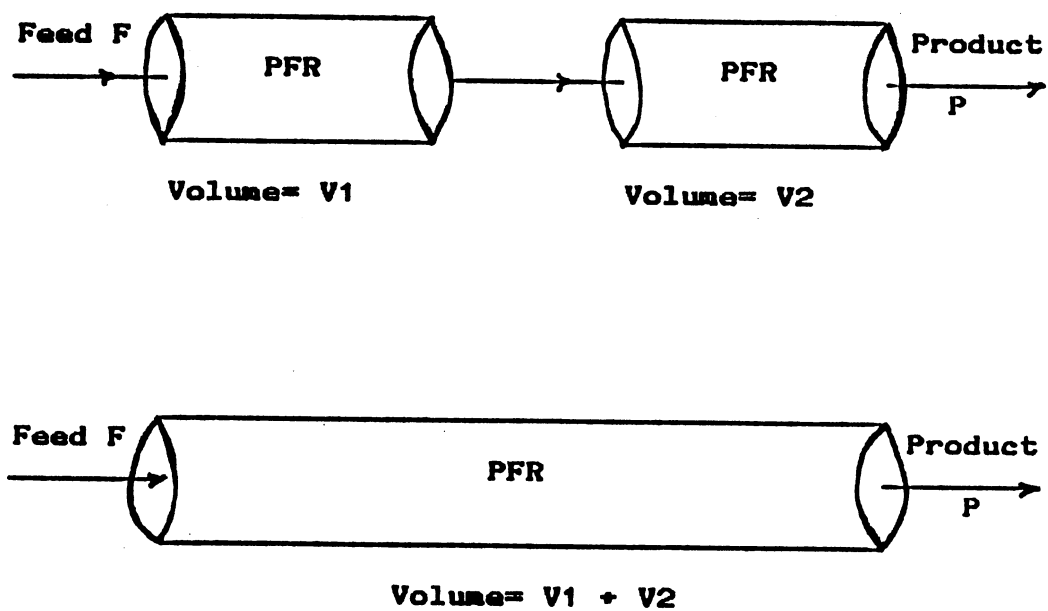 Feed F
PFR
PFR
Product
P
Volume= V1
Volume= V2
Feed F
PFR
Product
P
Volume= V1 + V2